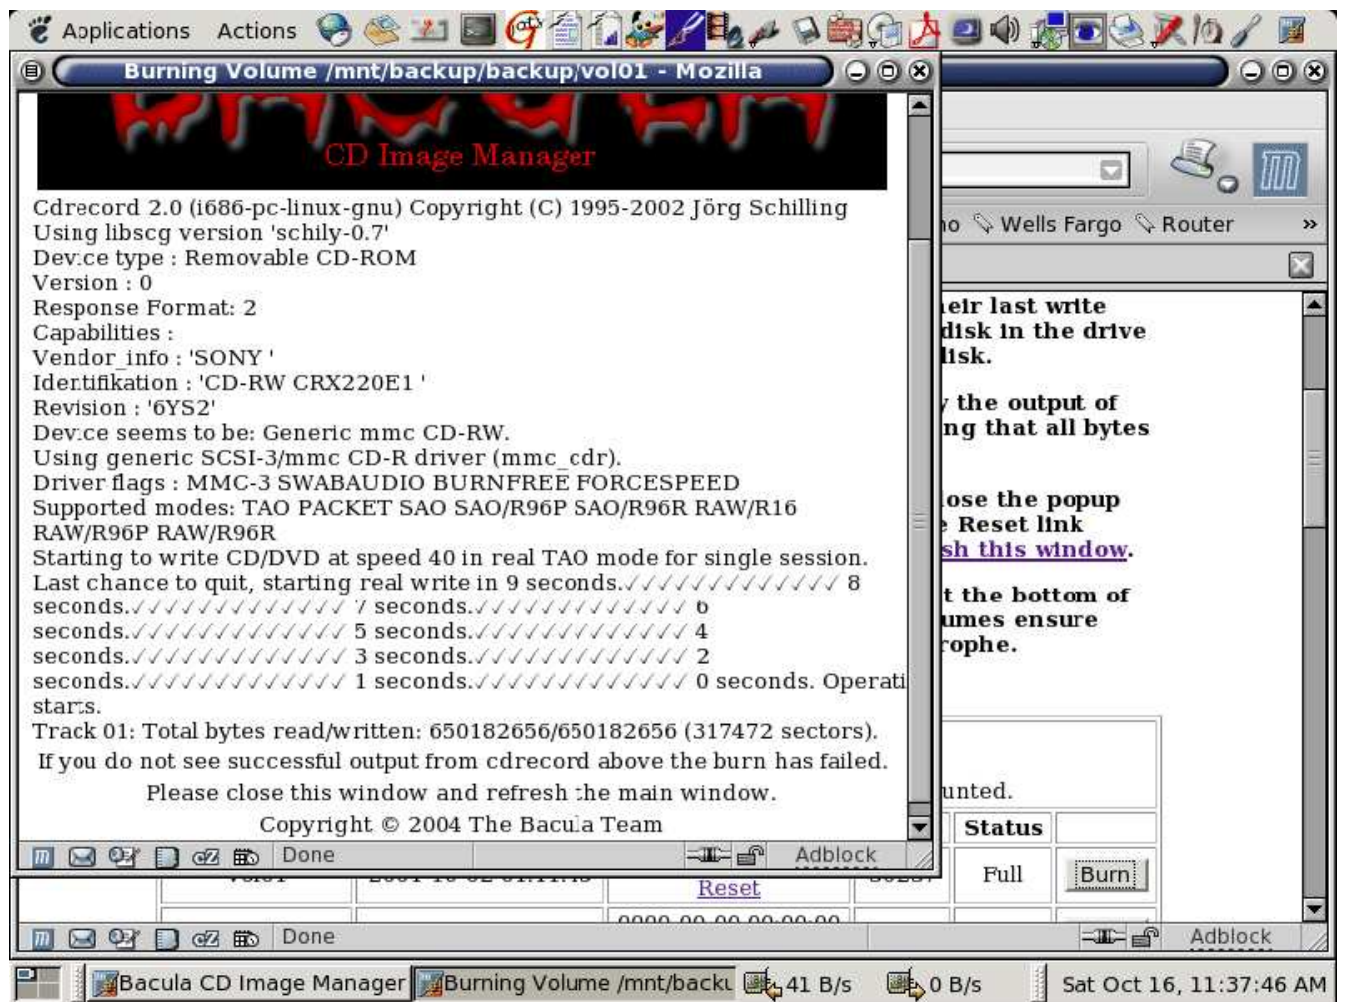 Applications Actions
Burning Volume /mnt/backup/backup/vol01 - Mozilla
CD Image Manager
Cdrecord 2.0 (i686-pc-linux-gnu) Copyright (C) 1995-2002 Jörg Schilling
Using libscg version 'schily-0.7'
Device type : Removable CD-ROM
Version : 0
Response Format: 2
Capabilities :
Vendor_info : 'SONY '
Identifikation : 'CD-RW CRX220E1 '
Revision : '6YS2'
Device seems to be: Generic mmc CD-RW.
Using generic SCSI-3/mmc CD-R driver (mmc_cdr).
Driver flags : MMC-3 SWABAUDIO BURNFREE FORCESPEED
Supported modes: TAO PACKET SAO SAO/R96P SAO/R96R RAW/R16
RAW/R96P RAW/R96R
Starting to write CD/DVD at speed 40 in real TAO mode for single session.
Last chance to quit, starting real write in 9 seconds.✓✓✓✓✓✓✓✓✓✓✓✓✓ 8
seconds.✓✓✓✓✓✓✓✓✓✓✓✓✓ 7 seconds.✓✓✓✓✓✓✓✓✓✓✓✓✓ 6
seconds.✓✓✓✓✓✓✓✓✓✓✓✓✓ 5 seconds.✓✓✓✓✓✓✓✓✓✓✓✓✓ 4
seconds.✓✓✓✓✓✓✓✓✓✓✓✓✓ 3 seconds.✓✓✓✓✓✓✓✓✓✓✓✓✓ 2
seconds.✓✓✓✓✓✓✓✓✓✓✓✓✓ 1 seconds.✓✓✓✓✓✓✓✓✓✓✓✓✓ 0 seconds. Operati
starts.
Track 01: Total bytes read/written: 650182656/650182656 (317472 sectors).
If you do not see successful output from cdrecord above the burn has failed.
Please close this window and refresh the main window.
Copyright © 2004 The Bacula Team
Done Adblock
Wells Fargo Router »
eir last write
disk in the drive
lisk.
the output of
ng that all bytes
ose the popup
Reset link
sh this window.
t the bottom of
umes ensure
rophe.
unted.
Status
Reset Full Burn
Done Adblock
Bacula CD Image Manager Burning Volume /mnt/backu 41 B/s 0 B/s Sat Oct 16, 11:37:46 AM